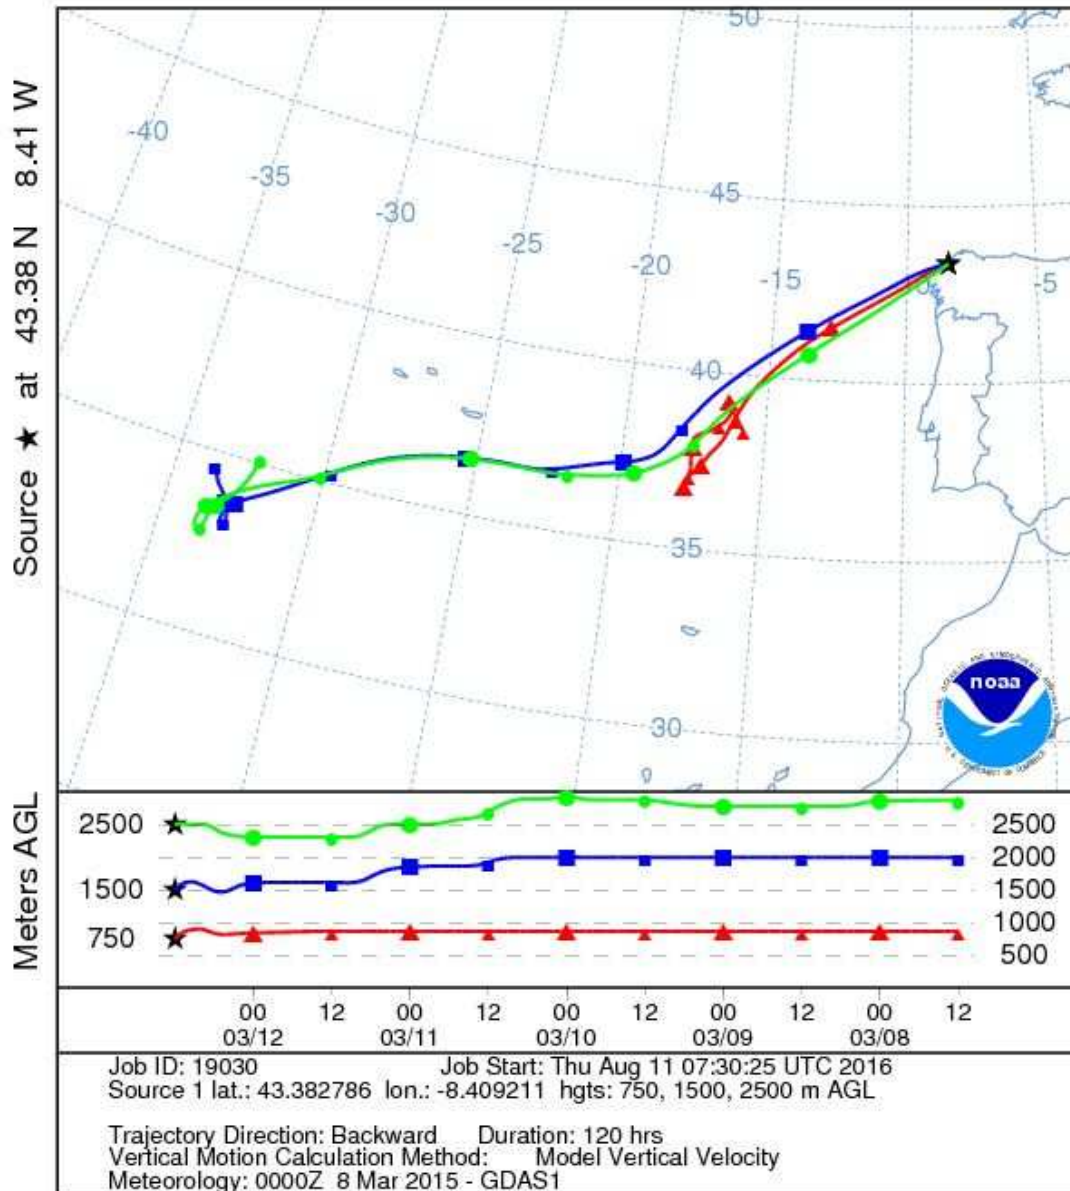 Source ★ at 43.38 N 8.41 W
50
-40
-35
45
-30
-25
-20
-15
-5
40
35
30
noaa
Meters AGL
2500 2500
2000
1500 1500
1000
750
500
00 12 00 12 00 12 00 12 00 12
03/12 03/11 03/10 03/09 03/08
Job ID: 19030 Job Start: Thu Aug 11 07:30:25 UTC 2016
Source 1 lat.: 43.382786 lon.: -8.409211 hgts: 750, 1500, 2500 m AGL
Trajectory Direction: Backward Duration: 120 hrs
Vertical Motion Calculation Method: Model Vertical Velocity
Meteorology: 0000Z 8 Mar 2015 - GDAS1